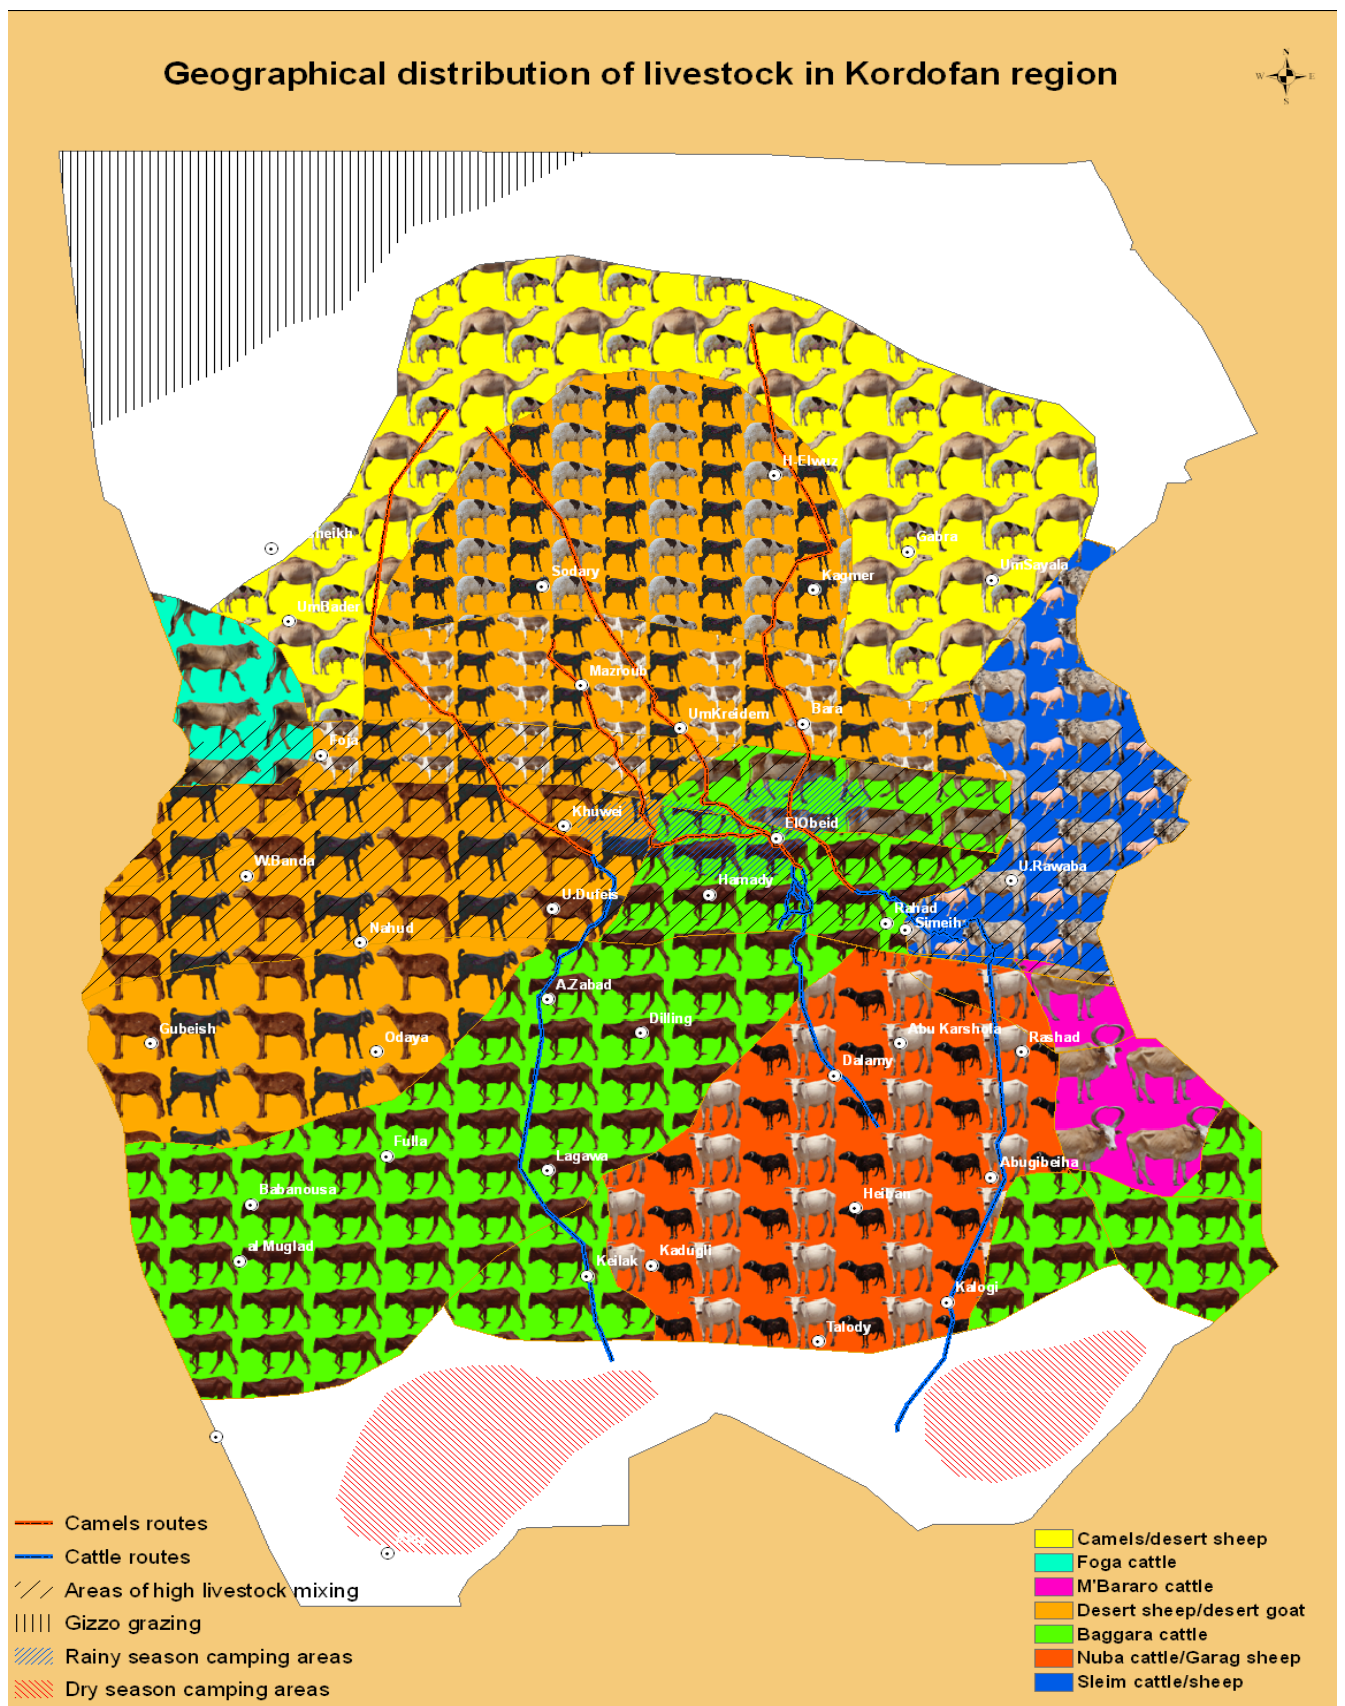 Geographical distribution of livestock in Kordofan region
N
W E
S
H.Elwuz
sheikh
Gabra
Sodary
Kagmer
UmSayala
UmBader
Mazroub
UmKreidem
Bara
Foja
Khuwei
ElObeid
W.Banda
U.Rawaba
Hamady
U.Dufeis
Rahad
Simeih
Nahud
A.Zabad
Dilling
Gubeish
Abu Karshola
Odaya
Rashad
Dalamy
Fulla
Lagawa
Abugibeiha
Babanousa
Heiban
al Muglad
Keilak
Kadugli
Kalogi
Talody
Camels routes
Cattle routes
Areas of high livestock mixing
Gizzo grazing
Rainy season camping areas
Dry season camping areas
Camels/desert sheep
Foga cattle
M'Bararo cattle
Desert sheep/desert goat
Baggara cattle
Nuba cattle/Garag sheep
Sleim cattle/sheep